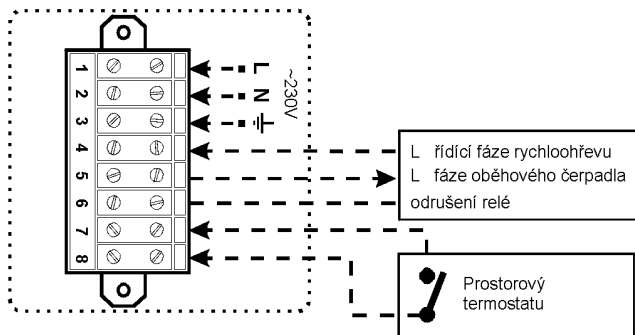 1
L
2
N
~230V
3
4
L řídící fáze rychloohřevu
5
L fáze oběhového čerpadla
6
odrušení relé
7
8
Prostorový
termostatu